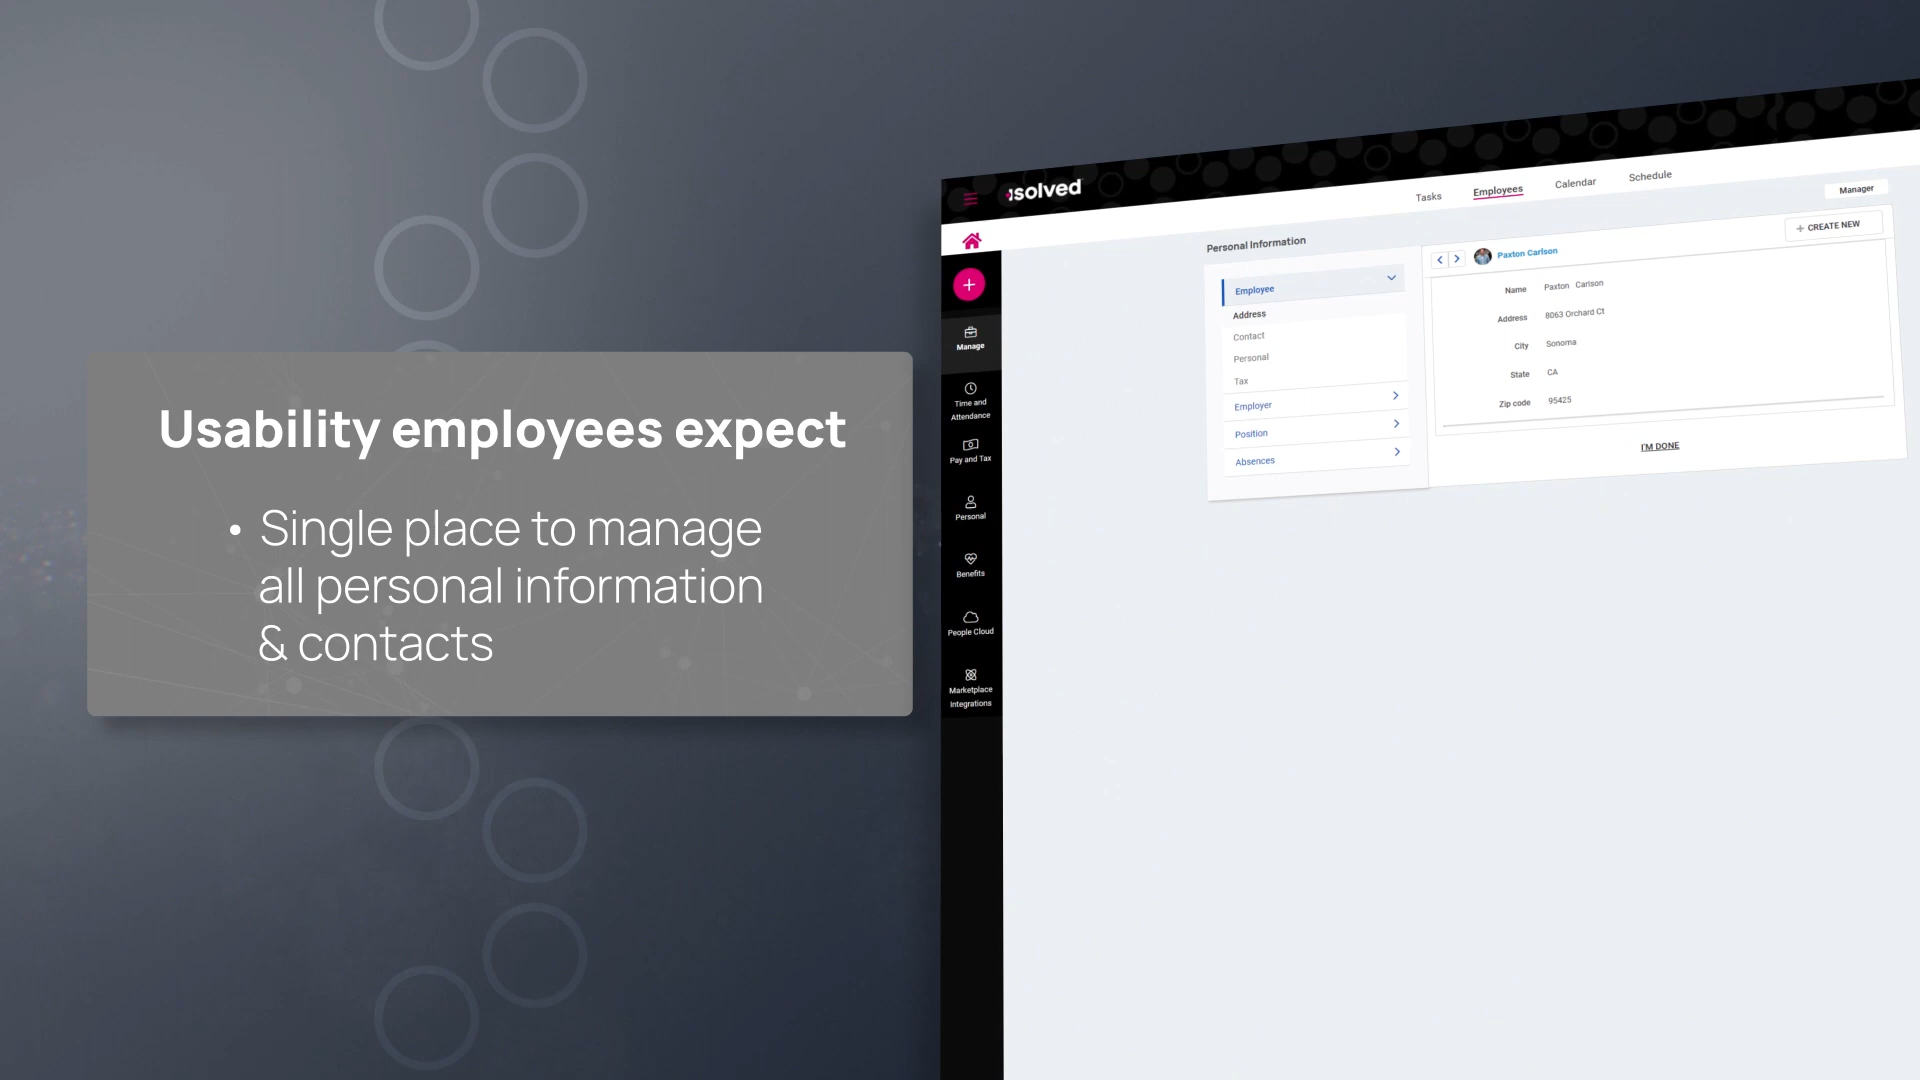 Usability employees expect
• Single place to manage
all personal information
& contacts
isolved
Tasks Employees Calendar Schedule
Manager
Personal Information
+ CREATE NEW
Paxton Carlson
Employee
Address
Contact
Personal
Tax
Employer
Position
Absences
Name Paxton Carlson
Address 8063 Orchard Ct
City Sonoma
State CA
Zip code 95425
I'M DONE
Manage
Time and
Attendance
Pay and Tax
Personal
Benefits
People Cloud
Marketplace
Integrations